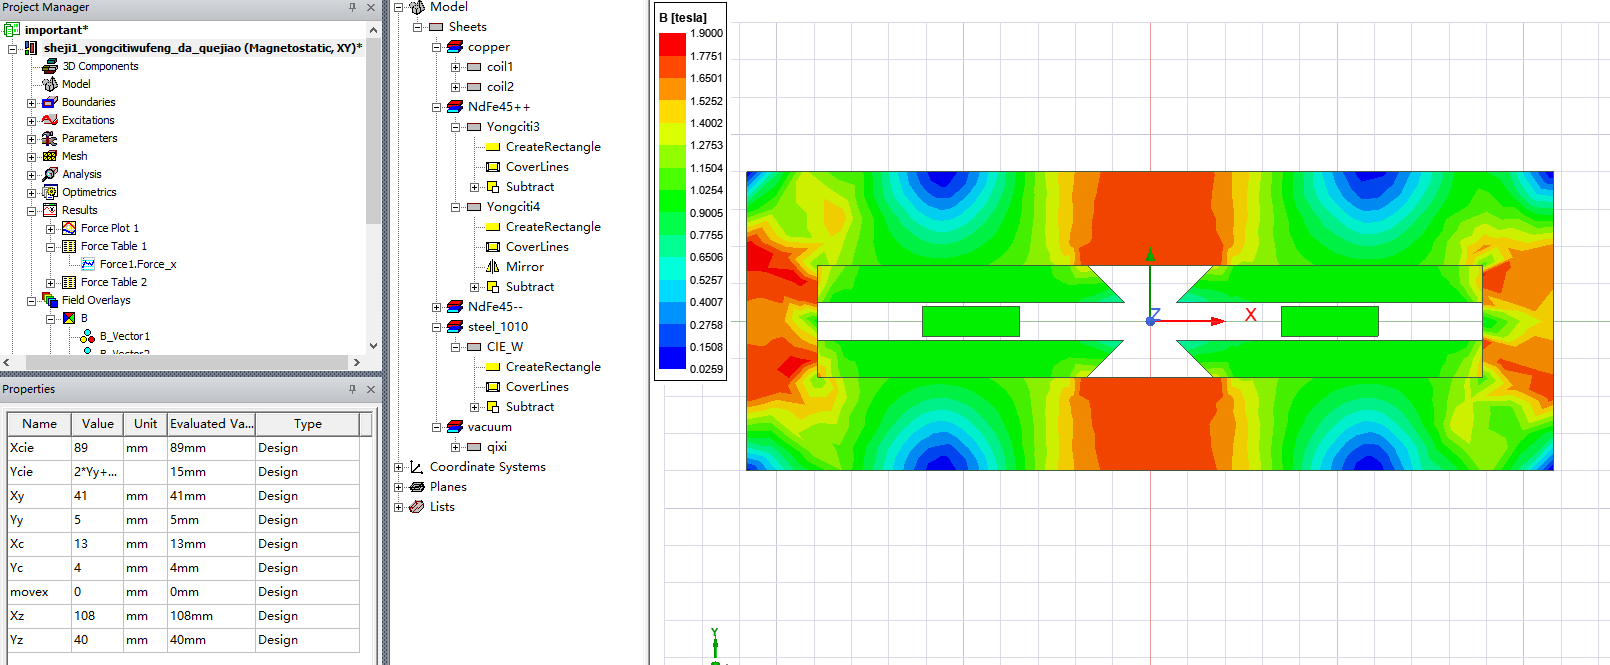 Project Manager
important*
sheji1_yongcitiwufeng_da_quejiao (Magnetostatic, XY)*
3D Components
Model
Boundaries
Excitations
Parameters
Mesh
Analysis
Optimetrics
Results
Force Plot 1
Force Table 1
Force1.Force_x
Force Table 2
Field Overlays
B
B_Vector1
B_Vector2
Properties
Name Value Unit Evaluated Va... Type
Xcie 89 mm 89mm Design
Ycie 2*Yy+... 15mm Design
Xy 41 mm 41mm Design
Yy 5 mm 5mm Design
Xc 13 mm 13mm Design
Yc 4 mm 4mm Design
movex 0 mm 0mm Design
Xz 108 mm 108mm Design
Yz 40 mm 40mm Design
Model
Sheets
copper
coil1
coil2
NdFe45++
Yongciti3
CreateRectangle
CoverLines
Subtract
Yongciti4
CreateRectangle
CoverLines
Mirror
Subtract
NdFe45--
steel_1010
CIE_W
CreateRectangle
CoverLines
Subtract
vacuum
qixi
Coordinate Systems
Planes
Lists
B [tesla]
1.9000
1.7751
1.6501
1.5252
1.4002
1.2753
1.1504
1.0254
0.9005
0.7755
0.6506
0.5257
0.4007
0.2758
0.1508
0.0259
Z
X
Y